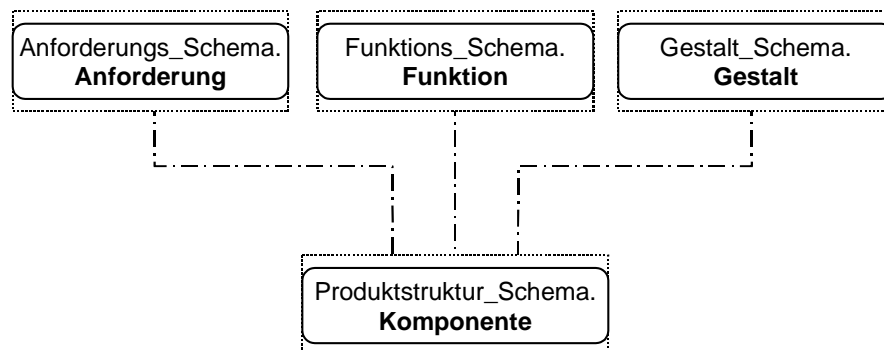 Anforderungs_Schema.
Anforderung
Funktions_Schema.
Funktion
Gestalt_Schema.
Gestalt
Produktstruktur_Schema.
Komponente